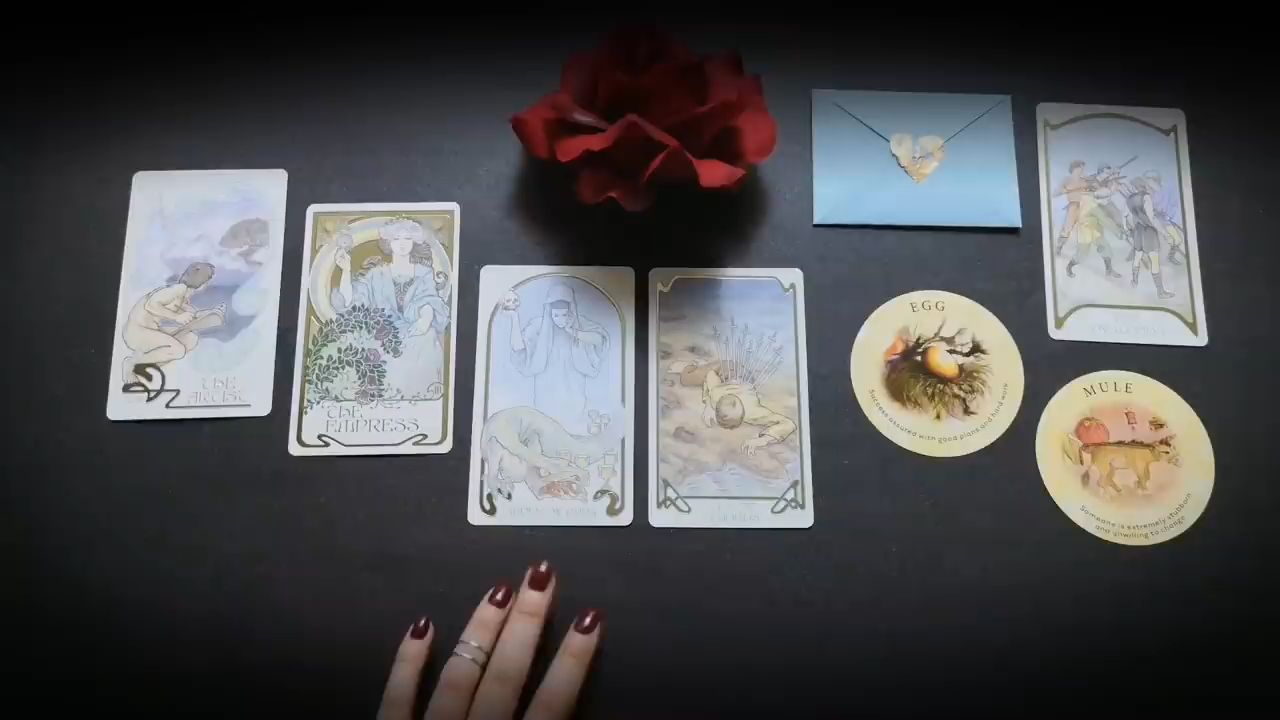 THE
ARTIST
THE
EMPRESS
EGG
Success assured with good plans and hard work
MULE
Someone is extremely stubborn
and unwilling to change